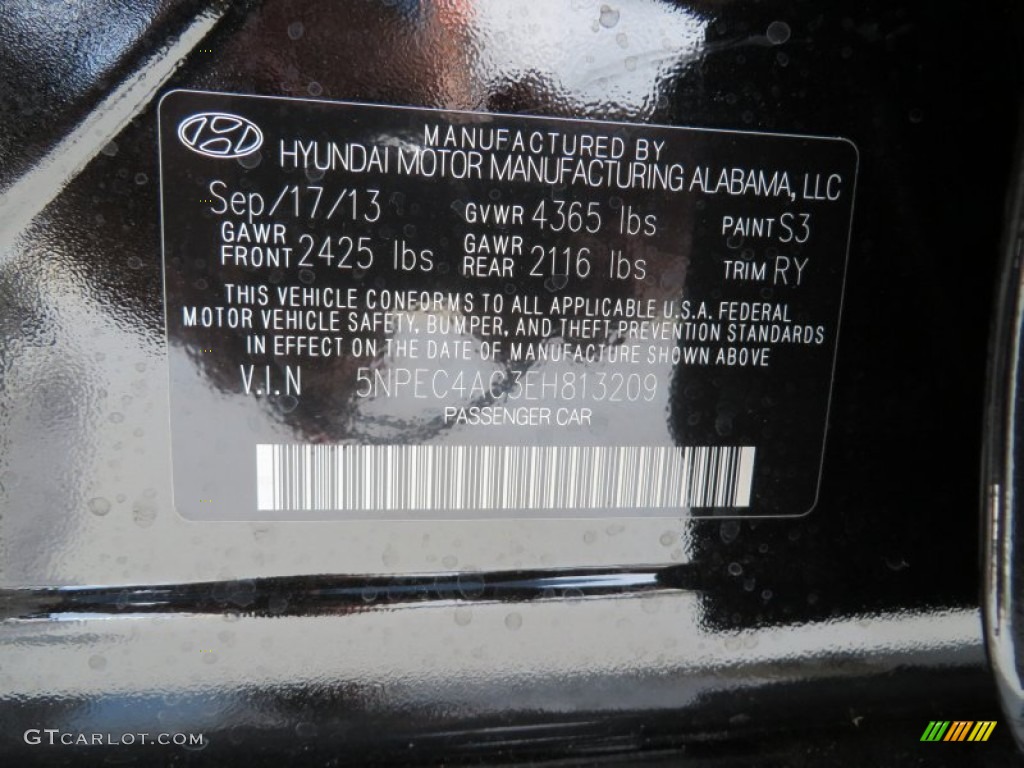 MANUFACTURED BY
HYUNDAI MOTOR MANUFACTURING ALABAMA, LLC
Sep/17/13 GVWR 4365 lbs PAINT S3
GAWR FRONT 2425 lbs GAWR REAR 2116 lbs TRIM RY
THIS VEHICLE CONFORMS TO ALL APPLICABLE U.S.A. FEDERAL
MOTOR VEHICLE SAFETY, BUMPER, AND THEFT PREVENTION STANDARDS
IN EFFECT ON THE DATE OF MANUFACTURE SHOWN ABOVE
V.I.N 5NPEC4AC3EH813209
PASSENGER CAR
GTCARLOT.COM